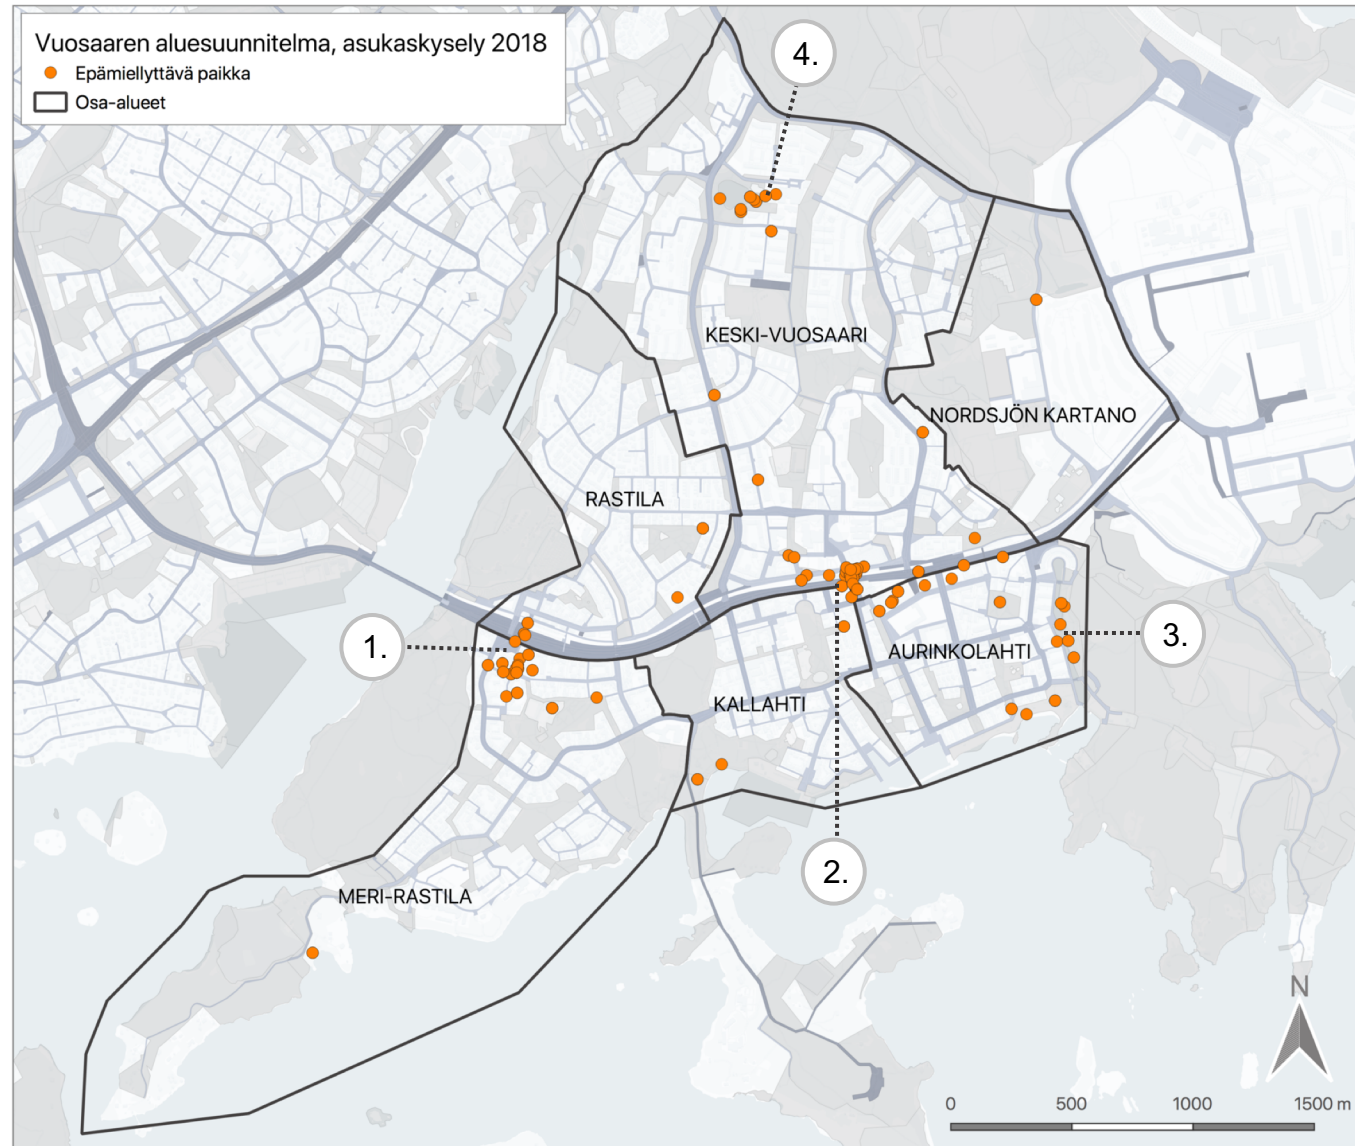 Vuosaaren aluesuunnitelma, asukaskysely 2018
Epämiellyttävä paikka
Osa-alueet
4.
KESKI-VUOSAARI
NORDSJÖN KARTANO
RASTILA
1.
3.
AURINKOLAHTI
KALLAHTI
2.
MERI-RASTILA
N
0 500 1000 1500 m